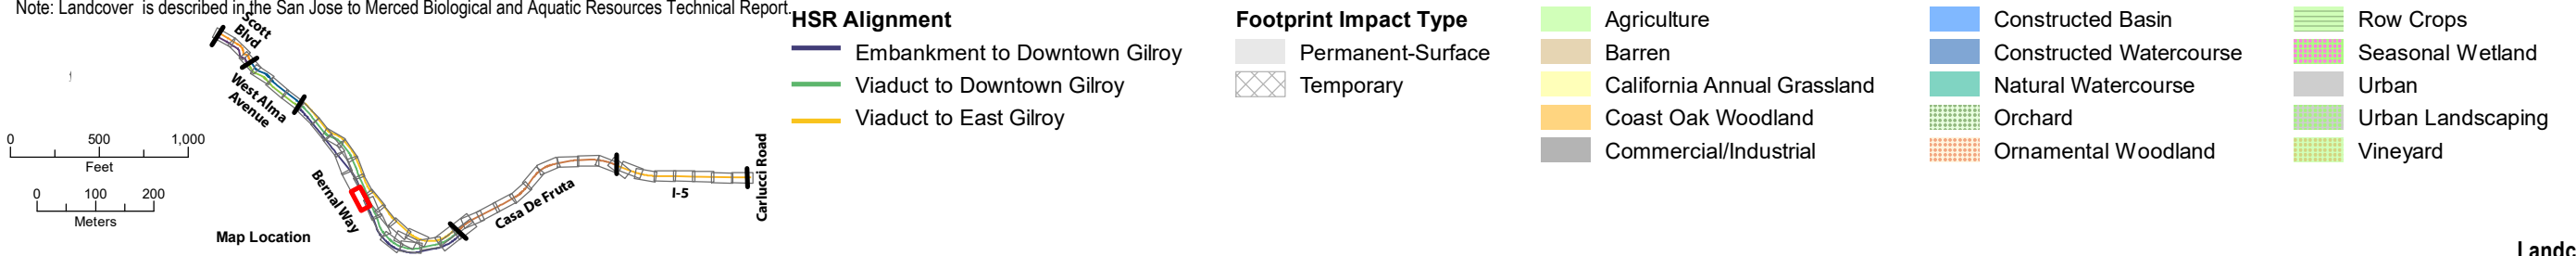 Note: Landcover is described in the San Jose to Merced Biological and Aquatic Resources Technical Report.
Scott
Blvd
West Alma
Avenue
0 500 1,000
Feet
0 100 200
Meters
Bernal Way
Casa De Fruta
I-5
Carlucci Road
Map Location
HSR Alignment
Embankment to Downtown Gilroy
Viaduct to Downtown Gilroy
Viaduct to East Gilroy
Footprint Impact Type
Permanent-Surface
Temporary
Agriculture
Barren
California Annual Grassland
Coast Oak Woodland
Commercial/Industrial
Constructed Basin
Constructed Watercourse
Natural Watercourse
Orchard
Ornamental Woodland
Row Crops
Seasonal Wetland
Urban
Urban Landscaping
Vineyard